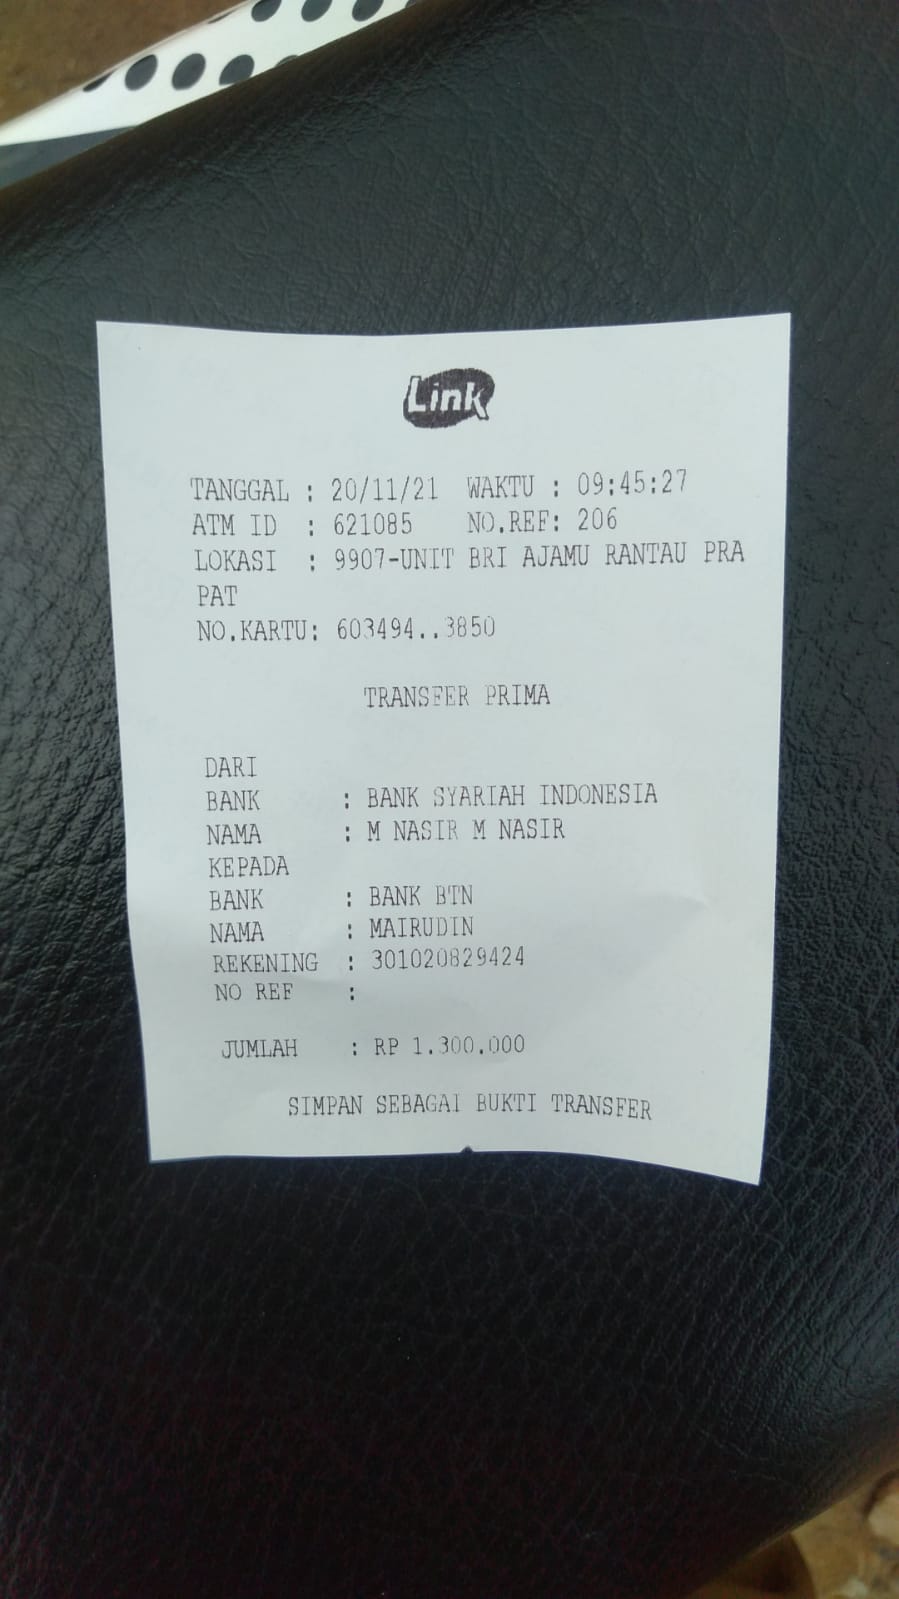 Link
TANGGAL : 20/11/21 WAKTU : 09:45:27
ATM ID : 621085 NO.REF: 206
LOKASI : 9907-UNIT BRI AJAMU RANTAU PRA
PAT
NO.KARTU: 603494..3850
TRANSFER PRIMA
DARI
BANK : BANK SYARIAH INDONESIA
NAMA : M NASIR M NASIR
KEPADA
BANK : BANK BTN
NAMA : MAIRUDIN
REKENING : 301020829424
NO REF :
JUMLAH : RP 1.300.000
SIMPAN SEBAGAI BUKTI TRANSFER